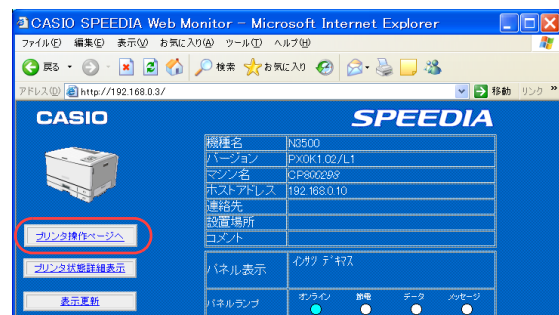 CASIO SPEEDIA Web Monitor - Microsoft Internet Explorer
ファイル(F) 編集(E) 表示(V) お気に入り(A) ツール(T) ヘルプ(H)
戻る 検索 お気に入り
アドレス(D) http://192.168.0.3/ 移動 リンク »
CASIO SPEEDIA
機種名 N3500
バージョン PX0K1.02/L1
マシン名 CP800298
ホストアドレス 192.168.0.10
連絡先
設置場所
コメント
プリンタ操作ページへ
プリンタ状態詳細表示
表示更新
パネル表示 インサツ デキマス
パネルランプ オンライン 節電 データ メッセージ